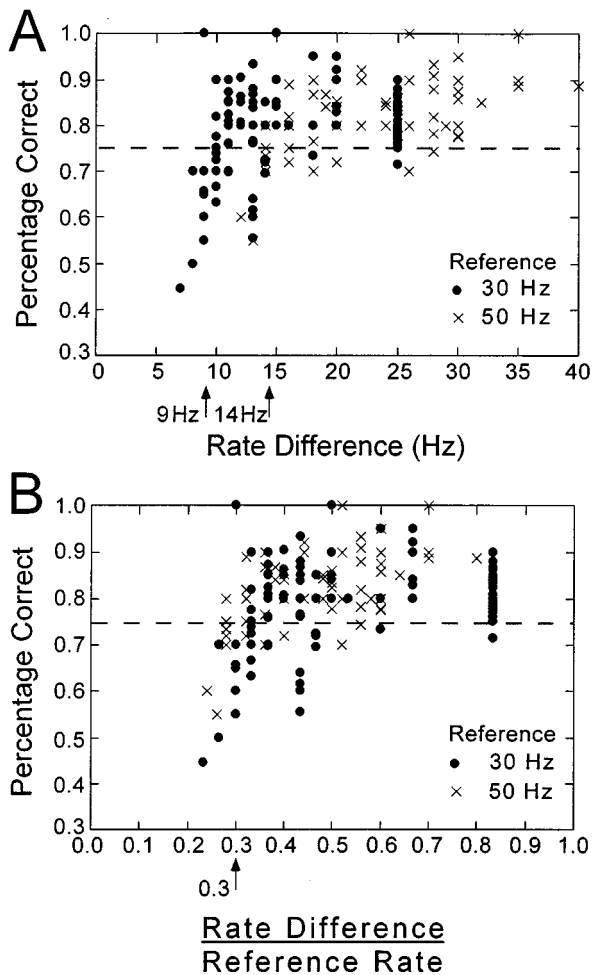 A
Percentage Correct
1.0
0.9
0.8
0.7
0.6
0.5
0.4
0.3
Reference
● 30 Hz
× 50 Hz
0 5 10 15 20 25 30 35 40
9Hz 14Hz
Rate Difference (Hz)
B
Percentage Correct
1.0
0.9
0.8
0.7
0.6
0.5
0.4
0.3
Reference
● 30 Hz
× 50 Hz
0.0 0.1 0.2 0.3 0.4 0.5 0.6 0.7 0.8 0.9 1.0
0.3
Rate Difference
Reference Rate